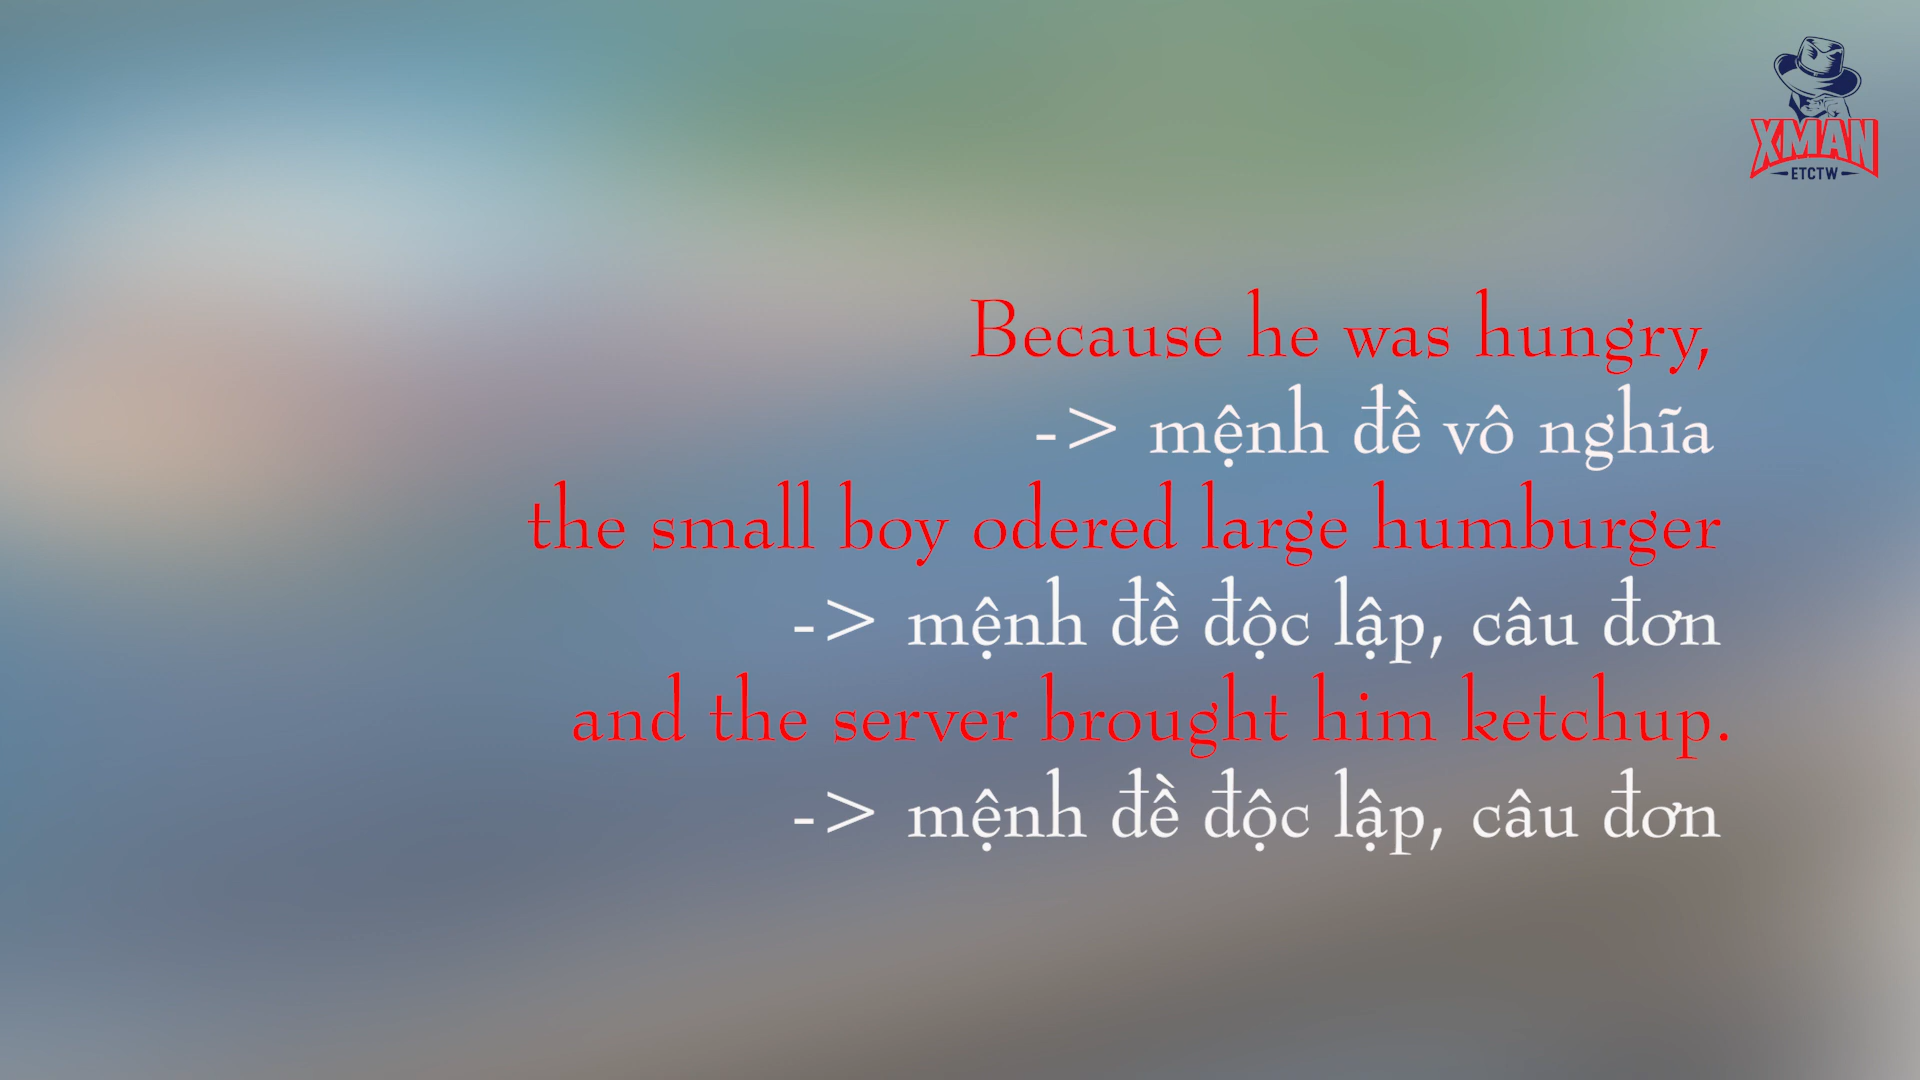 XMAN
ETCTW
Because he was hungry,
-> mệnh đề vô nghĩa
the small boy odered large humburger
-> mệnh đề độc lập, câu đơn
and the server brought him ketchup.
-> mệnh đề độc lập, câu đơn